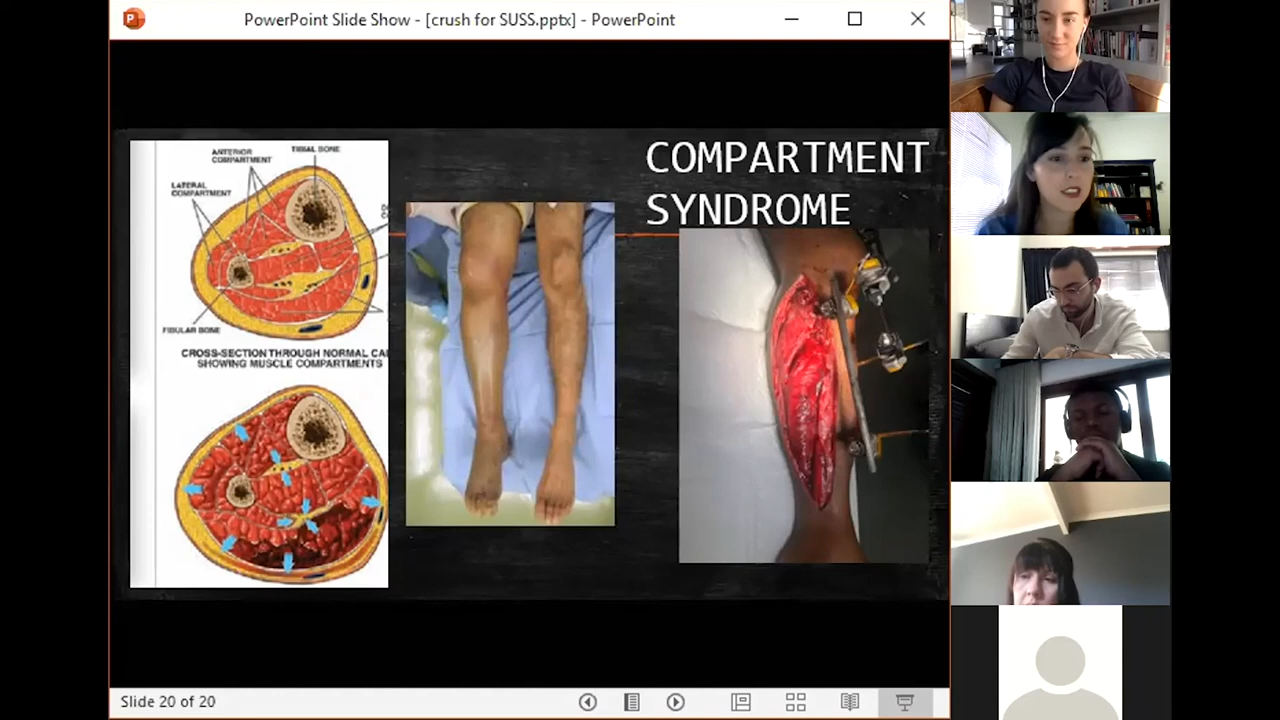 PowerPoint Slide Show - [crush for SUSS.pptx] - PowerPoint
COMPARTMENT
SYNDROME
ANTERIOR
COMPARTMENT
TIBIAL BONE
LATERAL
COMPARTMENT
FIBULAR BONE
CROSS-SECTION THROUGH NORMAL CAL
SHOWING MUSCLE COMPARTMENTS
Slide 20 of 20